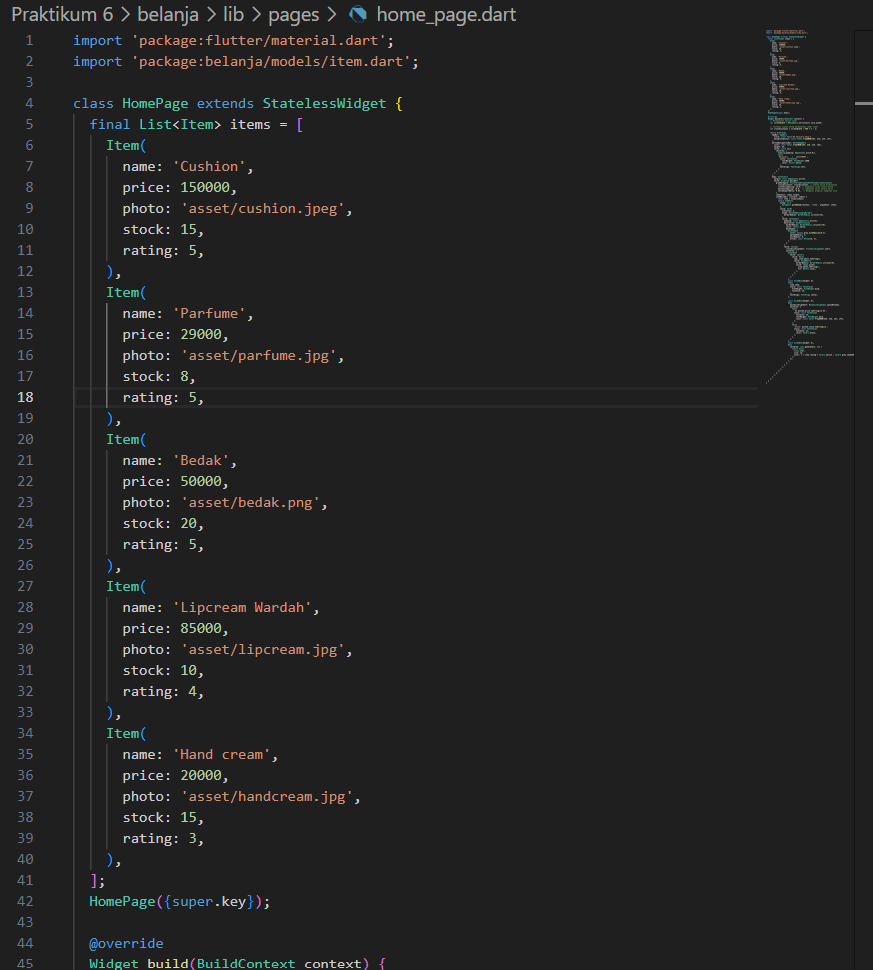 Praktikum 6 > belanja > lib > pages > home_page.dart
1 import 'package:flutter/material.dart';
2 import 'package:belanja/models/item.dart';
3
4 class HomePage extends StatelessWidget {
5 final List<Item> items = [
6 Item(
7 name: 'Cushion',
8 price: 150000,
9 photo: 'asset/cushion.jpeg',
10 stock: 15,
11 rating: 5,
12 ),
13 Item(
14 name: 'Parfume',
15 price: 29000,
16 photo: 'asset/parfume.jpg',
17 stock: 8,
18 rating: 5,
19 ),
20 Item(
21 name: 'Bedak',
22 price: 50000,
23 photo: 'asset/bedak.png',
24 stock: 20,
25 rating: 5,
26 ),
27 Item(
28 name: 'Lipcream Wardah',
29 price: 85000,
30 photo: 'asset/lipcream.jpg',
31 stock: 10,
32 rating: 4,
33 ),
34 Item(
35 name: 'Hand cream',
36 price: 20000,
37 photo: 'asset/handcream.jpg',
38 stock: 15,
39 rating: 3,
40 ),
41 ];
42 HomePage({super.key});
43
44 @override
45 Widget build(BuildContext context) {